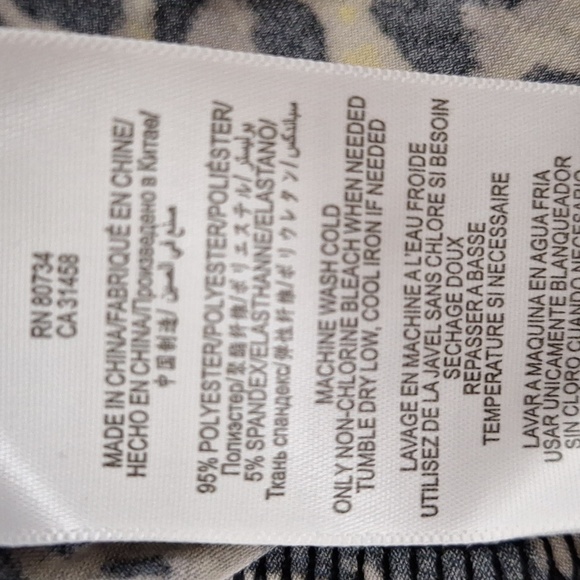 RN 80734
CA 31458
MADE IN CHINA/FABRIQUÉ EN CHINE/
HECHO EN CHINA/Произведено в Китае/
中国制造/ صنع في الصين
95% POLYESTER/POLYESTER/POLIÉSTER/
Полиэстер/聚酯纤维/ポリエステル/ بوليستر
5% SPANDEX/ELASTHANNE/ELASTANO/
Ткань спандекс/弹性纤维/ポリウレタン/ سباندكس
MACHINE WASH COLD
ONLY NON-CHLORINE BLEACH WHEN NEEDED
TUMBLE DRY LOW, COOL IRON IF NEEDED
LAVAGE EN MACHINE A L'EAU FROIDE
UTILISEZ DE LA JAVEL SANS CHLORE SI BESOIN
SECHAGE DOUX
REPASSER A BASSE
TEMPERATURE SI NECESSAIRE
LAVAR A MAQUINA EN AGUA FRIA
USAR UNICAMENTE BLANQUEADOR
SIN CLORO CUANDO